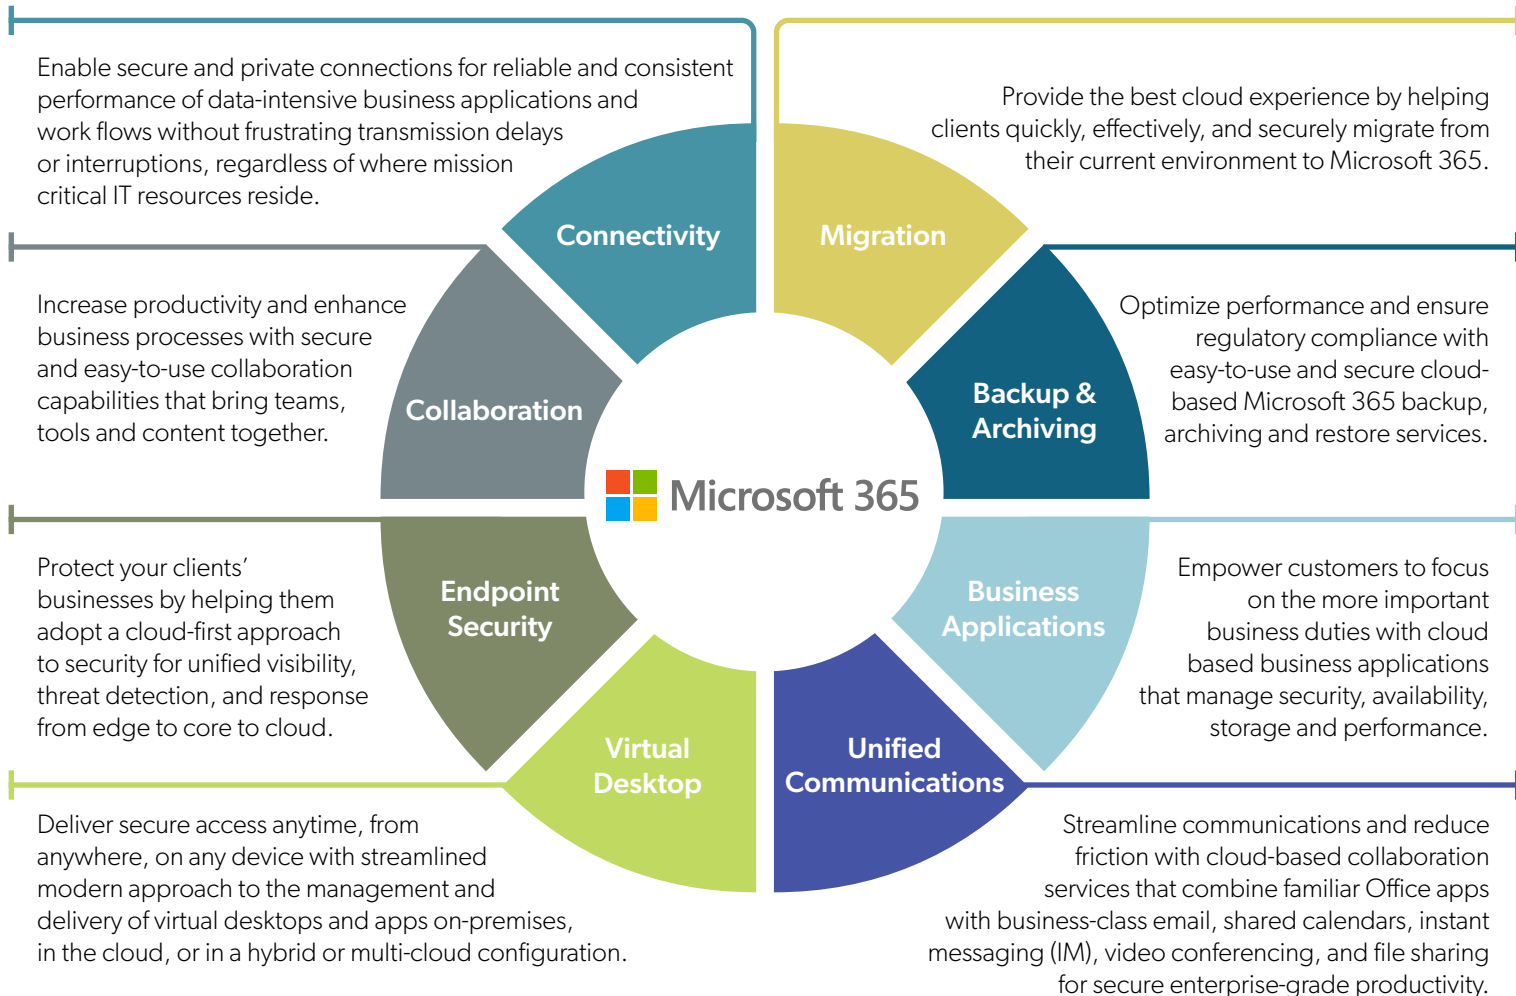 Enable secure and private connections for reliable and consistent
performance of data-intensive business applications and
work flows without frustrating transmission delays
or interruptions, regardless of where mission
critical IT resources reside.
Connectivity
Provide the best cloud experience by helping
clients quickly, effectively, and securely migrate from
their current environment to Microsoft 365.
Migration
Increase productivity and enhance
business processes with secure
and easy-to-use collaboration
capabilities that bring teams,
tools and content together.
Collaboration
Optimize performance and ensure
regulatory compliance with
easy-to-use and secure cloud-
based Microsoft 365 backup,
archiving and restore services.
Backup &
Archiving
Microsoft 365
Protect your clients’
businesses by helping them
adopt a cloud-first approach
to security for unified visibility,
threat detection, and response
from edge to core to cloud.
Endpoint
Security
Empower customers to focus
on the more important
business duties with cloud
based business applications
that manage security, availability,
storage and performance.
Business
Applications
Virtual
Desktop
Deliver secure access anytime, from
anywhere, on any device with streamlined
modern approach to the management and
delivery of virtual desktops and apps on-premises,
in the cloud, or in a hybrid or multi-cloud configuration.
Unified
Communications
Streamline communications and reduce
friction with cloud-based collaboration
services that combine familiar Office apps
with business-class email, shared calendars, instant
messaging (IM), video conferencing, and file sharing
for secure enterprise-grade productivity.